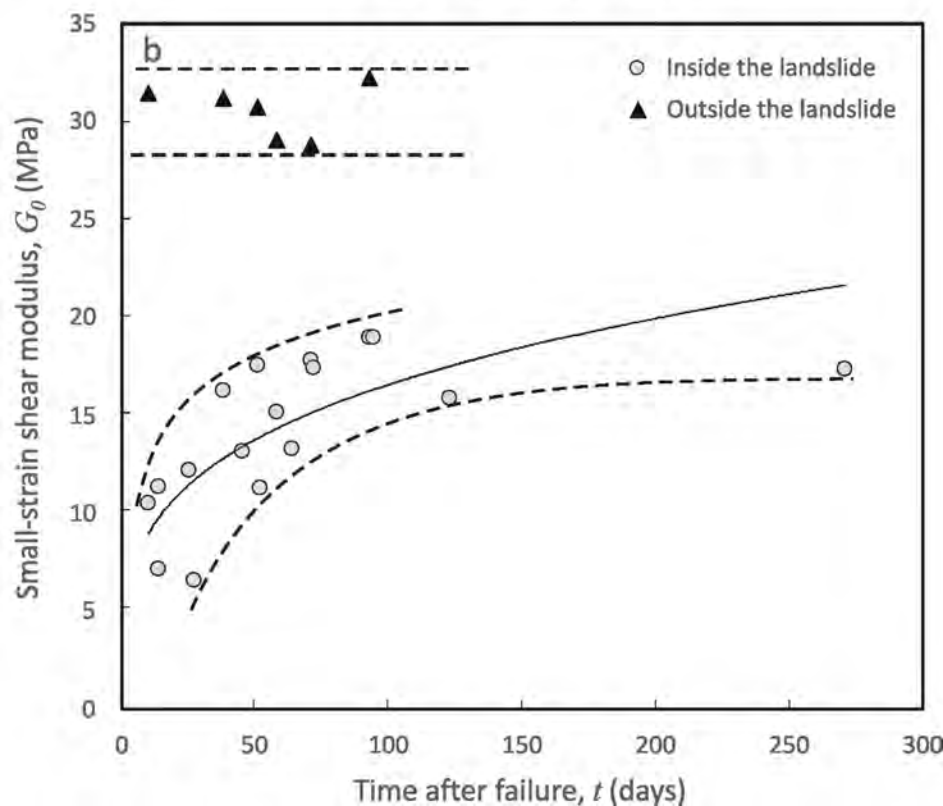 b
Inside the landslide
Outside the landslide
Small-strain shear modulus, G₀ (MPa)
35
30
25
20
15
10
5
0
0 50 100 150 200 250 300
Time after failure, t (days)